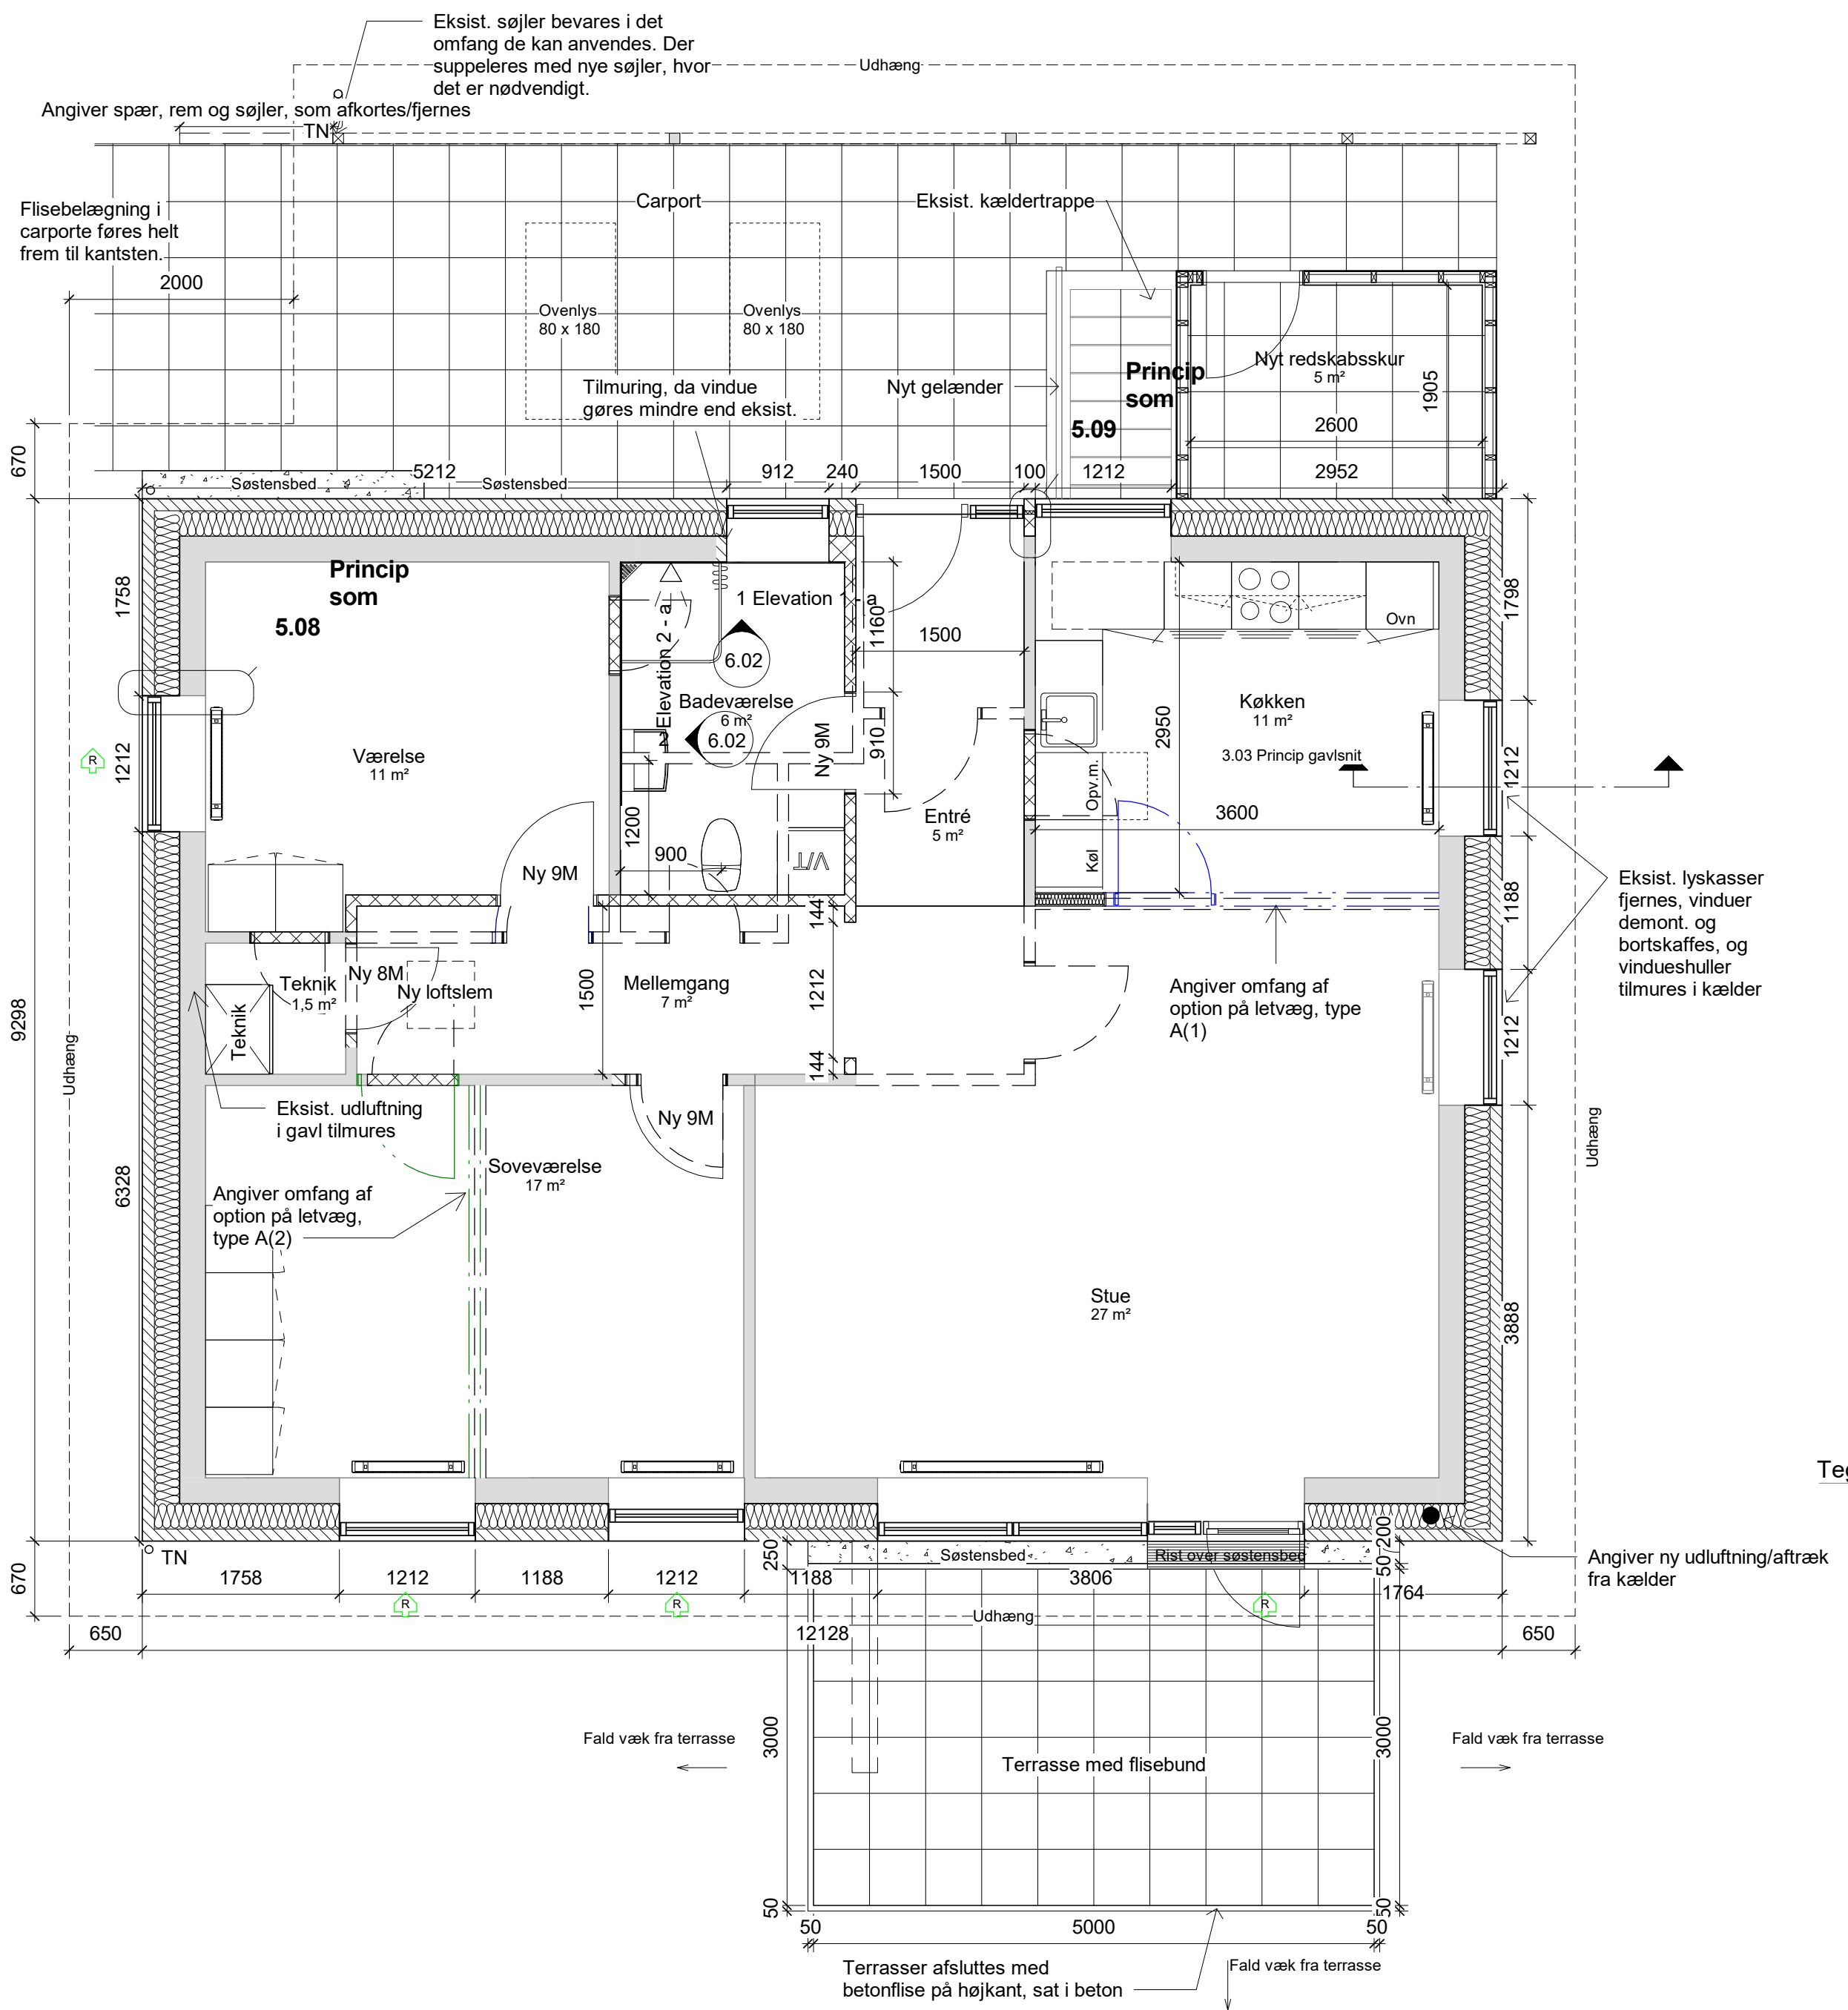 Eksist. søjler bevares i det
omfang de kan anvendes. Der
suppeleres med nye søjler, hvor
det er nødvendigt.
Udhæng
Angiver spær, rem og søjler, som afkortes/fjernes
TN
Flisebelægning i
carporte føres helt
frem til kantsten.
2000
Carport
Eksist. kældertrappe
Ovenlys
80 x 180
Ovenlys
80 x 180
Tilmuring, da vindue
gøres mindre end eksist.
Nyt gelænder
Princip
som
5.09
Nyt redskabsskur
5 m²
1905
2600
2952
670
Søstensbed
5212
Søstensbed
912
240
1500
100
1212
1758
Princip
som
5.08
1 Elevation 1 - a
2 Elevation 2 - a
6.02
6.02
Badeværelse
6 m²
1160
1500
910
Ny 9M
Ovn
1798
Køkken
11 m²
2950
3.03 Princip gavlsnit
3600
Opv.m.
Køl
1212
R
1212
Værelse
11 m²
Entré
5 m²
1200
900
V/T
Ny 9M
144
1188
Eksist. lyskasser
fjernes, vinduer
demont. og
bortskaffes, og
vindueshuller
tilmures i kælder
Teknik
1,5 m²
Ny 8M
Ny loftslem
Teknik
1500
Mellemgang
7 m²
1212
144
Angiver omfang af
option på letvæg, type
A(1)
1212
9298
Udhæng
Eksist. udluftning
i gavl tilmures
Ny 9M
Udhæng
6328
Soveværelse
17 m²
Angiver omfang af
option på letvæg,
type A(2)
Stue
27 m²
3888
Teg
TN
670
250
Søstensbed
Rist over søstensbed
200
50
Angiver ny udluftning/aftræk
fra kælder
1758
1212
1188
1212
1188
3806
1764
R
R
R
Udhæng
650
12128
650
Fald væk fra terrasse
3000
3000
Fald væk fra terrasse
Terrasse med flisebund
50
50
50
5000
50
Terrasser afsluttes med
betonflise på højkant, sat i beton
Fald væk fra terrasse